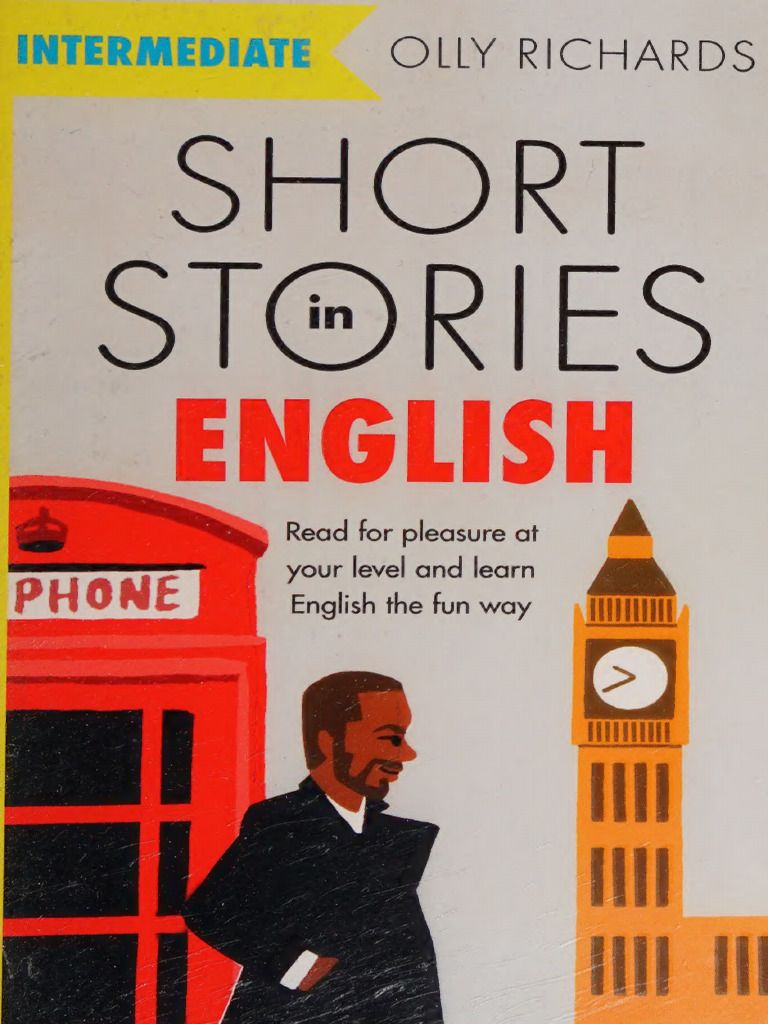 INTERMEDIATE
OLLY RICHARDS
SHORT
STORIES
in
ENGLISH
Read for pleasure at
your level and learn
English the fun way
PHONE